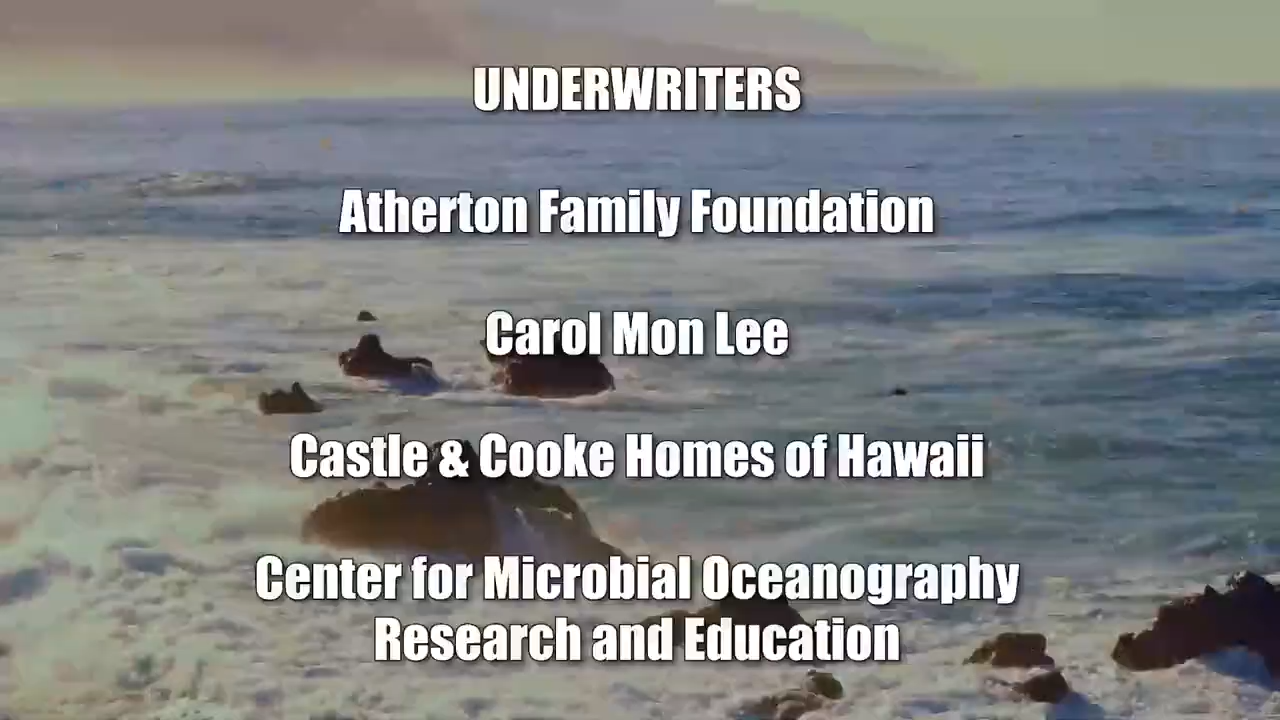 UNDERWRITERS
Atherton Family Foundation
Carol Mon Lee
Castle & Cooke Homes of Hawaii
Center for Microbial Oceanography
Research and Education